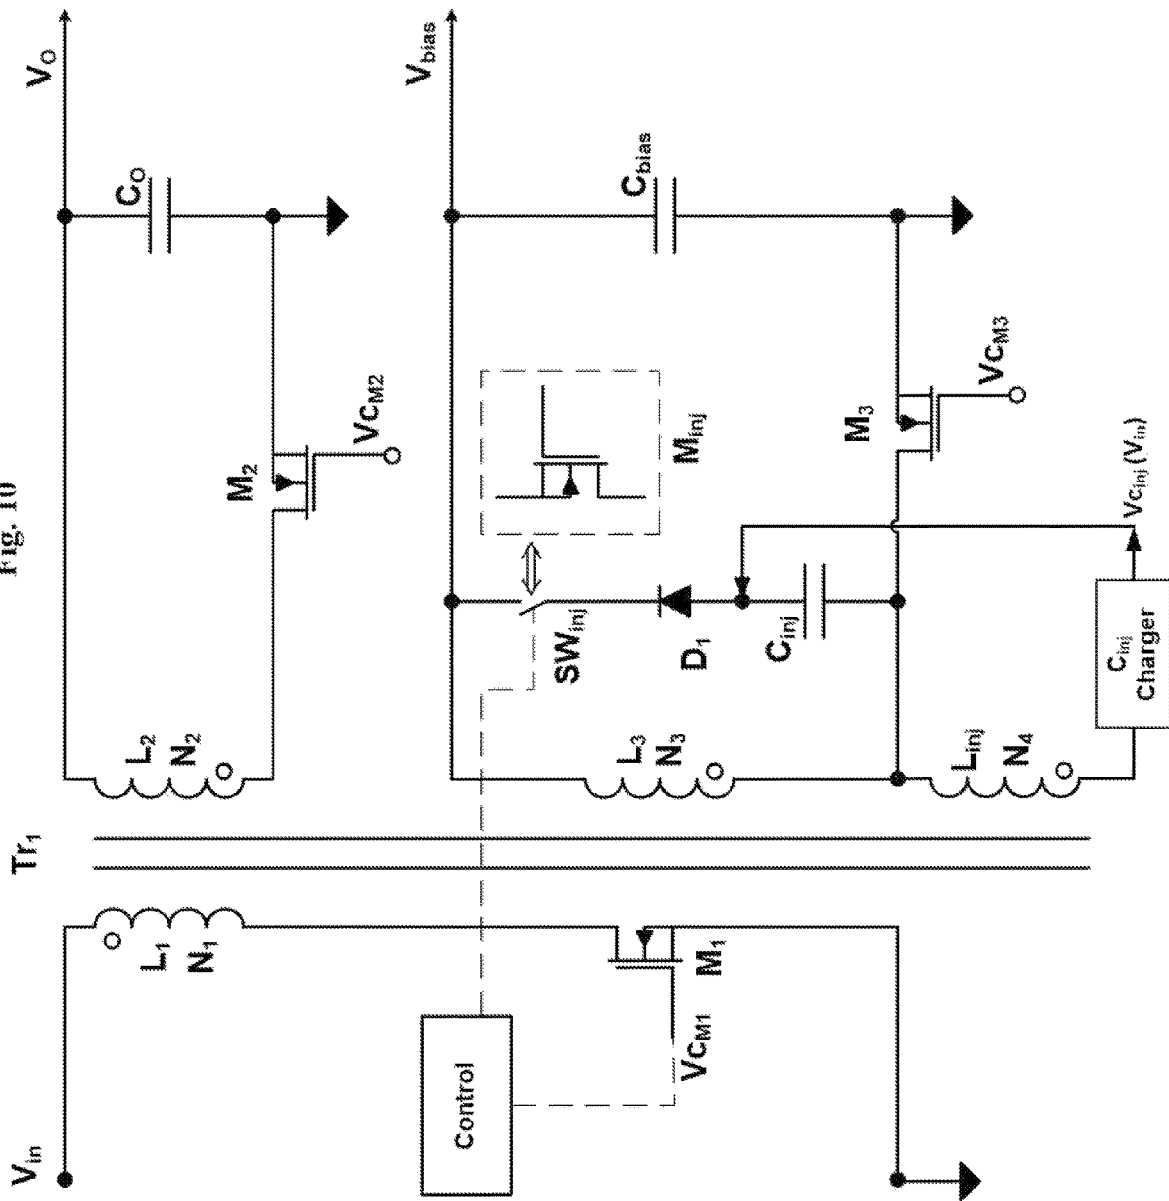 Fig. 10
Tr1
Vin
L1
N1
VcM1
M1
Control
L2
N2
M2
VcM2
CO
VO
L3
N3
SWinj
Minj
D1
Cinj
M3
VcM3
Cbias
Vbias
Linj
N4
Cinj
Charger
Vcinj (Vin)